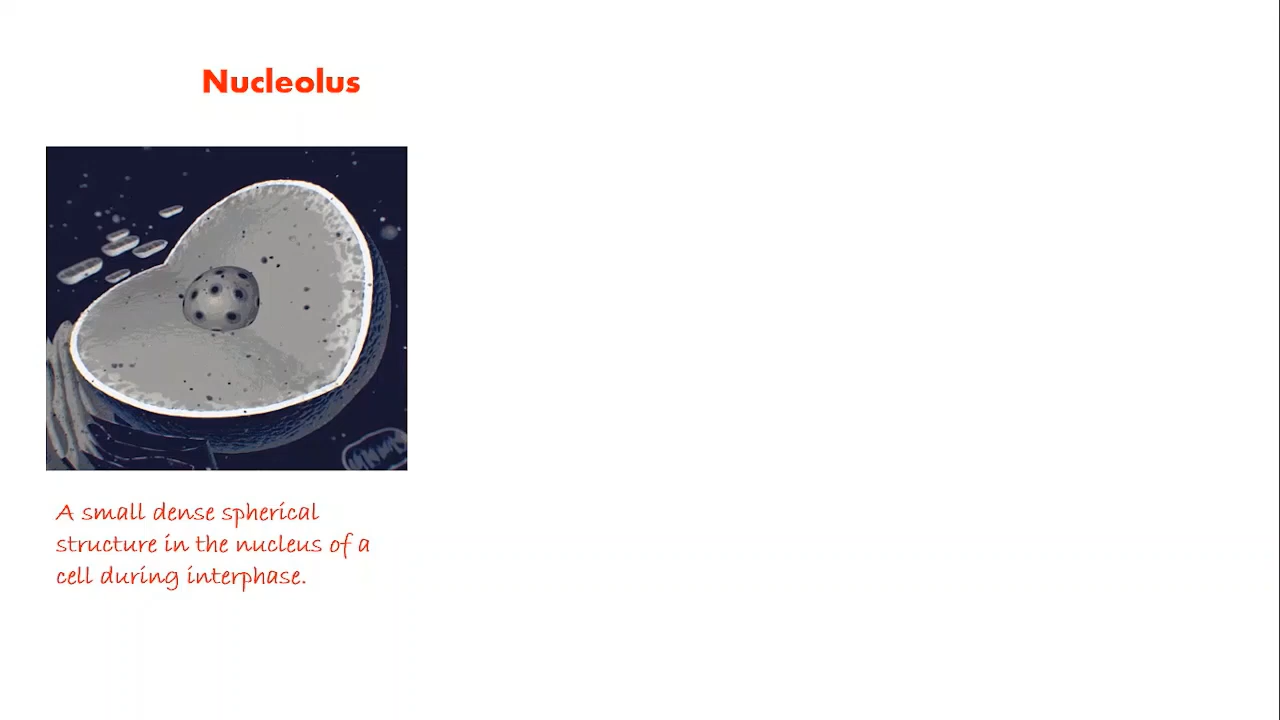 Nucleolus
A small dense spherical
structure in the nucleus of a
cell during interphase.